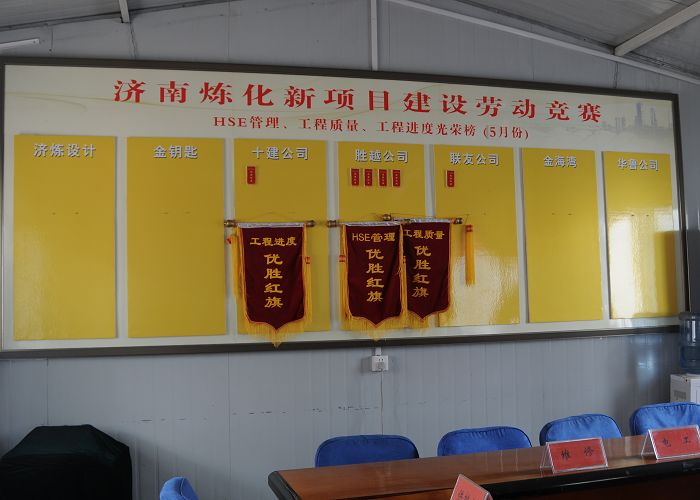 济南炼化新项目建设劳动竞赛
HSE管理、工程质量、工程进度光荣榜 (5月份)
济炼设计
金钥匙
十建公司
胜越公司
联友公司
金海湾
华鲁公司
工程进度
优胜红旗
HSE管理
优胜红旗
工程质量
优胜红旗
维修
电工